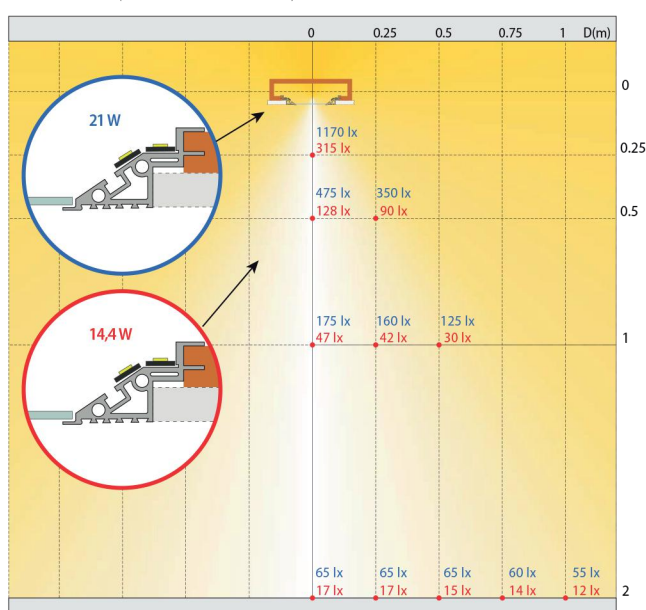 0 0.25 0.5 0.75 1 D(m)
0
21 W
1170 lx
315 lx
0.25
475 lx 350 lx
128 lx 90 lx
0.5
14,4 W
175 lx 160 lx 125 lx
47 lx 42 lx 30 lx
1
65 lx 65 lx 65 lx 60 lx 55 lx
17 lx 17 lx 15 lx 14 lx 12 lx
2